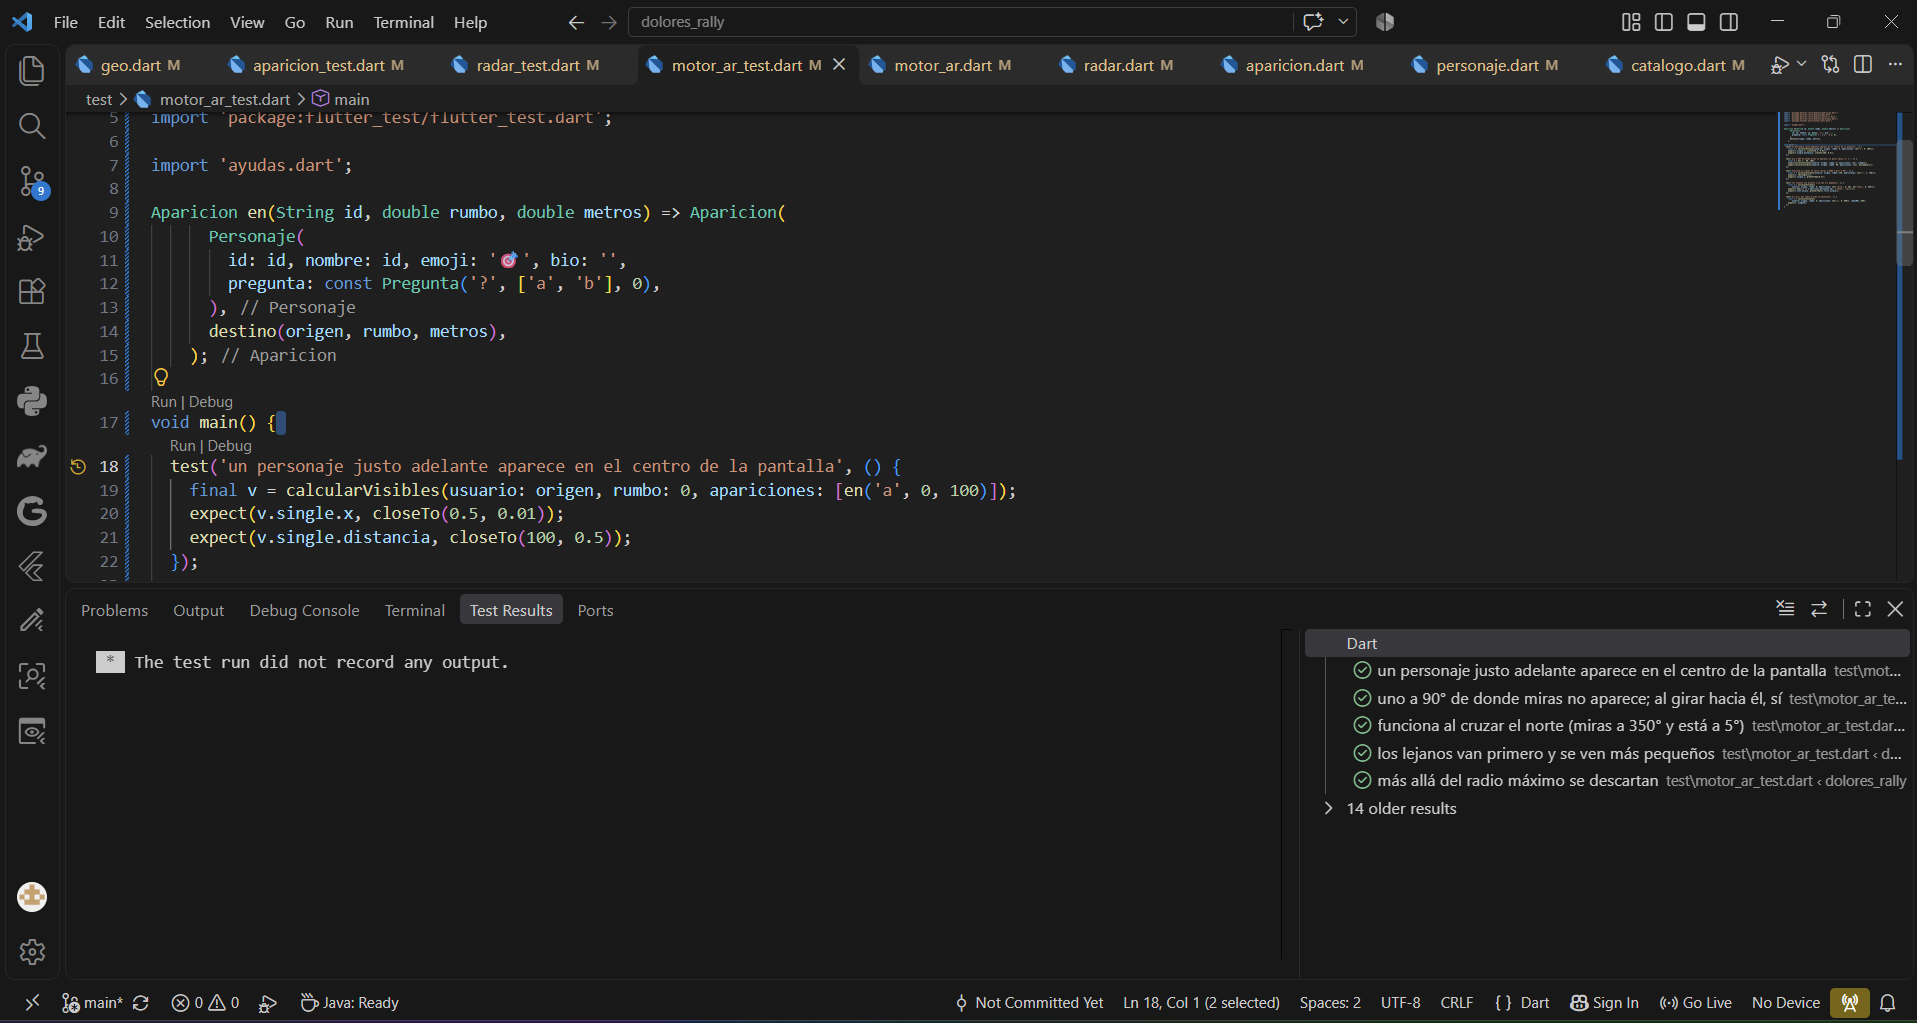 File Edit Selection View Go Run Terminal Help
dolores_rally
geo.dart M aparicion_test.dart M radar_test.dart M motor_ar_test.dart M motor_ar.dart M radar.dart M aparicion.dart M personaje.dart M catalogo.dart M
test > motor_ar_test.dart > main
5 import 'package:flutter_test/flutter_test.dart';
6
7 import 'ayudas.dart';
8
9 Aparicion en(String id, double rumbo, double metros) => Aparicion(
10 Personaje(
11 id: id, nombre: id, emoji: '🎯', bio: '',
12 pregunta: const Pregunta('?', ['a', 'b'], 0),
13 ), // Personaje
14 destino(origen, rumbo, metros),
15 ); // Aparicion
16
Run | Debug
17 void main() {
Run | Debug
18 test('un personaje justo adelante aparece en el centro de la pantalla', () {
19 final v = calcularVisibles(usuario: origen, rumbo: 0, apariciones: [en('a', 0, 100)]);
20 expect(v.single.x, closeTo(0.5, 0.01));
21 expect(v.single.distancia, closeTo(100, 0.5));
22 });
9
Problems Output Debug Console Terminal Test Results Ports
* The test run did not record any output.
Dart
un personaje justo adelante aparece en el centro de la pantalla test\mot...
uno a 90° de donde miras no aparece; al girar hacia él, sí test\motor_ar_te...
funciona al cruzar el norte (miras a 350° y está a 5°) test\motor_ar_test.dar...
los lejanos van primero y se ven más pequeños test\motor_ar_test.dart ‹ d...
más allá del radio máximo se descartan test\motor_ar_test.dart ‹ dolores_rally
14 older results
main* 0 0 Java: Ready Not Committed Yet Ln 18, Col 1 (2 selected) Spaces: 2 UTF-8 CRLF { } Dart Sign In Go Live No Device